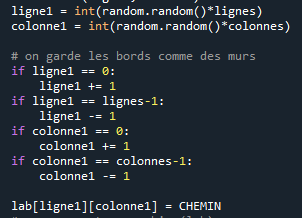 ligne1 = int(random.random()*lignes)
colonne1 = int(random.random()*colonnes)
# on garde les bords comme des murs
if ligne1 == 0:
    ligne1 += 1
if ligne1 == lignes-1:
    ligne1 -= 1
if colonne1 == 0:
    colonne1 += 1
if colonne1 == colonnes-1:
    colonne1 -= 1
lab[ligne1][colonne1] = CHEMIN